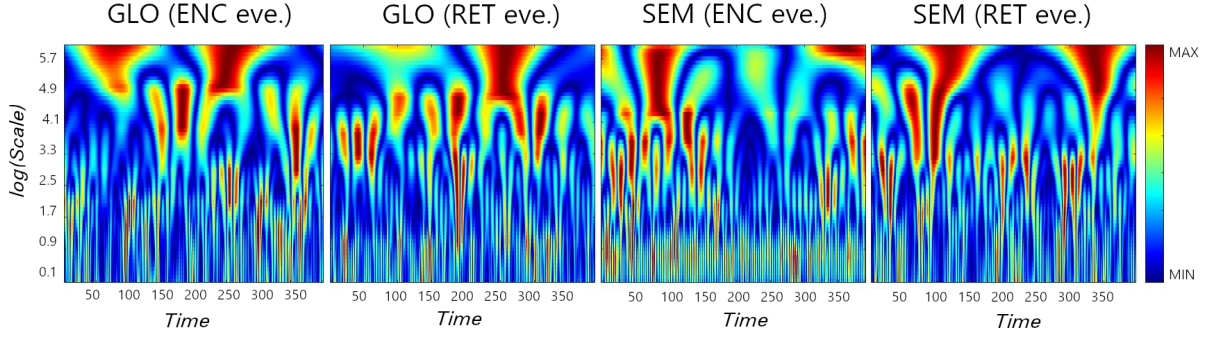 GLO (ENC eve.) GLO (RET eve.) SEM (ENC eve.) SEM (RET eve.)
MAX
5.7
4.9
4.1
log(Scale)
3.3
2.5
1.7
0.9
0.1
MIN
50 100 150 200 250 300 350 50 100 150 200 250 300 350 50 100 150 200 250 300 350 50 100 150 200 250 300 350
Time Time Time Time